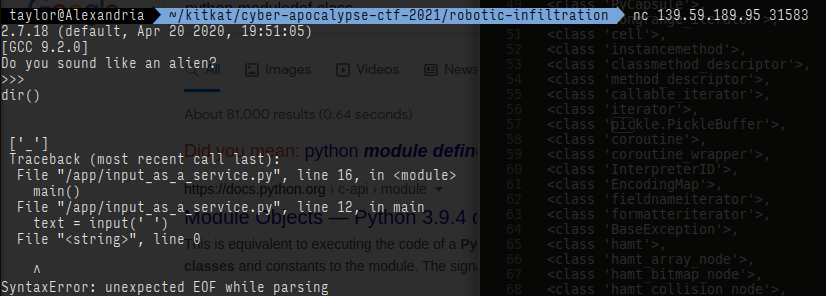 taylor@Alexandria ~/kitkat/cyber-apocalypse-ctf-2021/robotic-infiltration nc 139.59.189.95 31583
2.7.18 (default, Apr 20 2020, 19:51:05)
[GCC 9.2.0]
Do you sound like an alien?
>>>
dir()
['_']
Traceback (most recent call last):
File "/app/input_as_a_service.py", line 16, in <module>
main()
File "/app/input_as_a_service.py", line 12, in main
text = input(' ')
File "<string>", line 0
^
SyntaxError: unexpected EOF while parsing
All Images Videos News
About 81,000 results (0.64 seconds)
Did you mean: python module define
https://docs.python.org › c-api › module
Module Objects — Python 3.9.4
This is equivalent to executing the code of a
classes and constants to the module. The
49 <class 'PyCapsule'>,
51 <class 'cell'>,
52 <class 'instancemethod'>,
53 <class 'classmethod_descriptor'>,
54 <class 'method_descriptor'>,
55 <class 'callable_iterator'>,
56 <class 'iterator'>,
57 <class 'pickle.PickleBuffer'>,
58 <class 'coroutine'>,
59 <class 'coroutine_wrapper'>,
60 <class 'InterpreterID'>,
61 <class 'EncodingMap'>,
62 <class 'fieldnameiterator'>,
63 <class 'formatteriterator'>,
64 <class 'BaseException'>,
65 <class 'hamt'>,
66 <class 'hamt_array_node'>,
67 <class 'hamt_bitmap_node'>,
68 <class 'hamt_collision_node'>